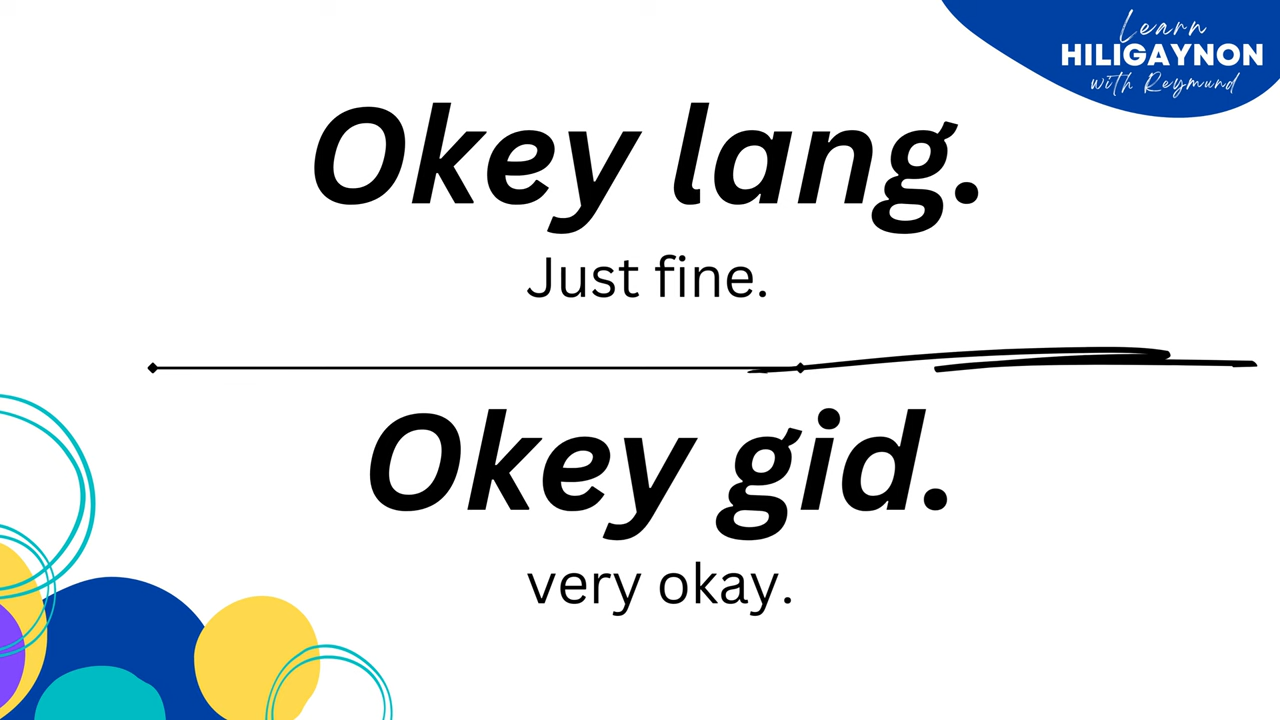 Learn
HILIGAYNON
with Reymund
Okey lang.
Just fine.
Okey gid.
very okay.